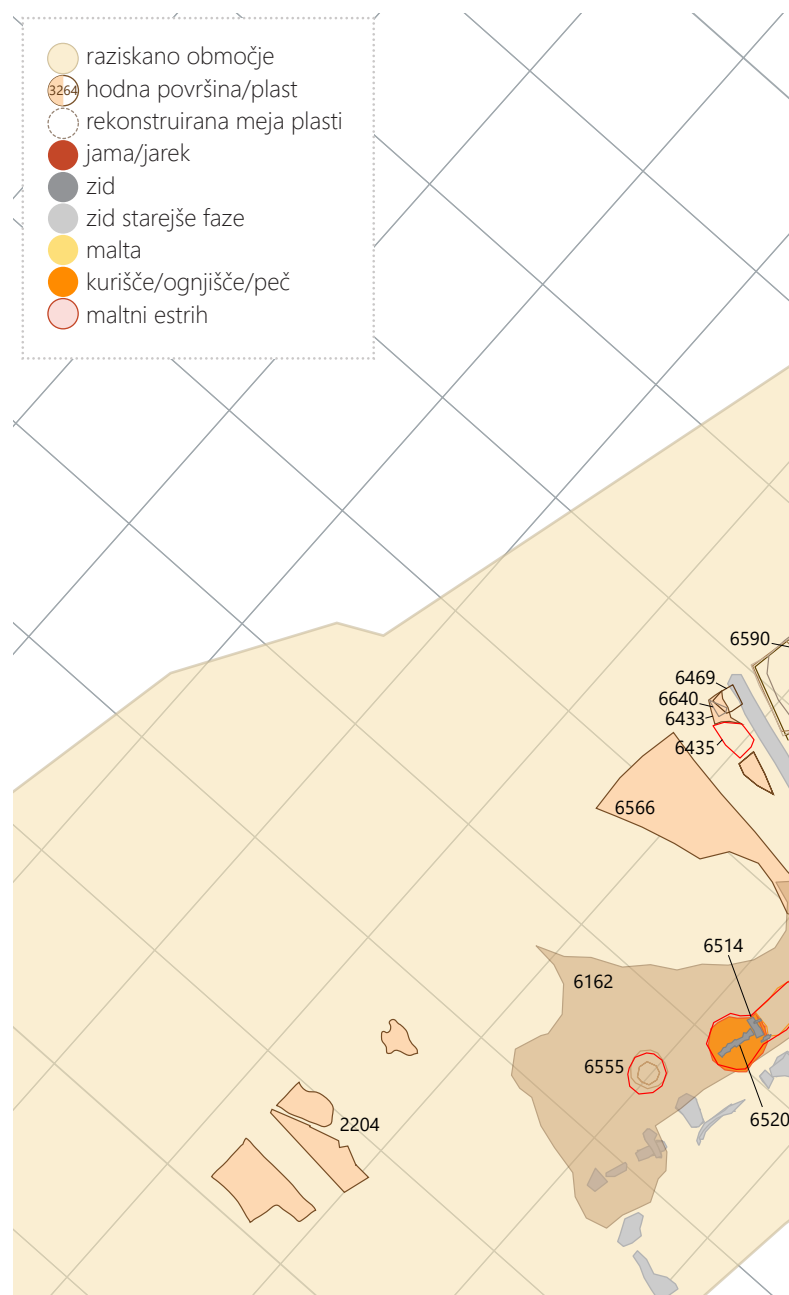 raziskano območje
3264 hodna površina/plast
rekonstruirana meja plasti
jama/jarek
zid
zid starejše faze
malta
kurišče/ognjišče/peč
maltni estrih
6590
6469
6640
6433
6435
6566
6514
6162
6555
6520
2204